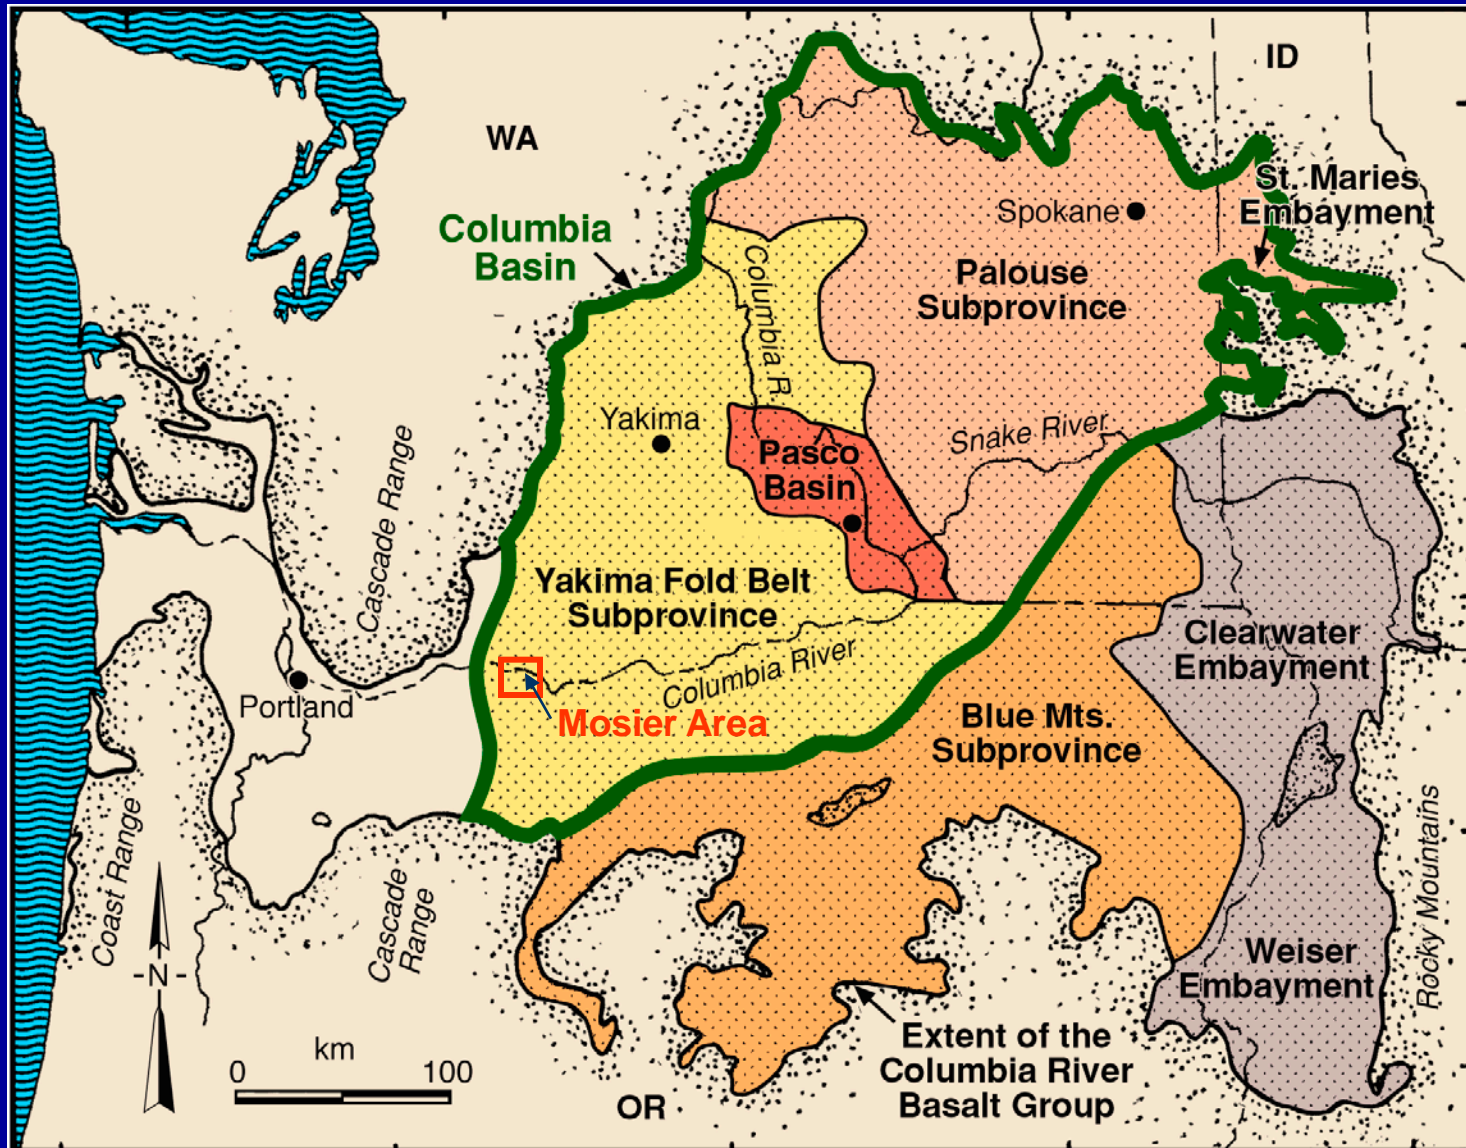 ID
WA
St. Maries
Embayment
Spokane
Columbia
Basin
Palouse
Subprovince
Columbia R.
Yakima
Snake River
Pasco
Basin
Cascade Range
Yakima Fold Belt
Subprovince
Clearwater
Embayment
Columbia River
Portland
Mosier Area
Blue Mts.
Subprovince
Coast Range
Cascade
Range
Rocky Mountains
Weiser
Embayment
-N-
Extent of the
Columbia River
Basalt Group
km
0 100
OR